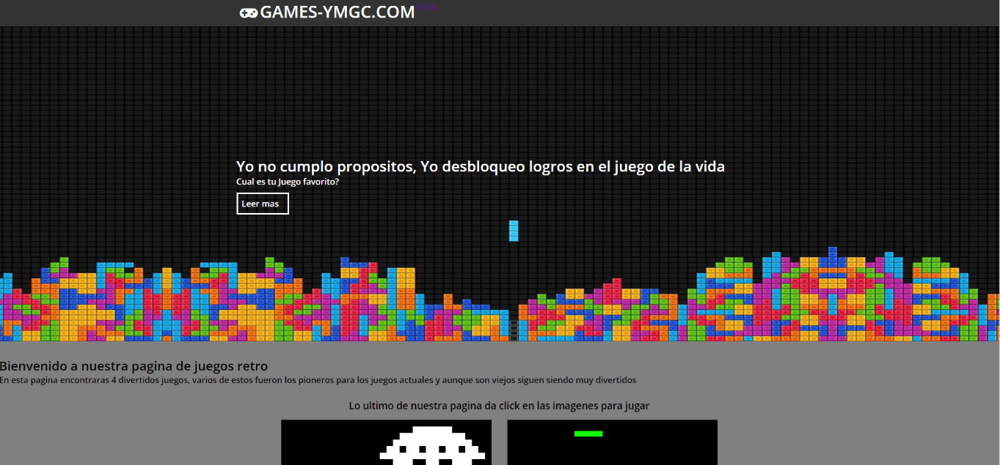 GAMES-YMGC.COM
Yo no cumplo propositos, Yo desbloqueo logros en el juego de la vida
Cual es tu Juego favorito?
Leer mas
Bienvenido a nuestra pagina de juegos retro
En esta pagina encontraras 4 divertidos juegos, varios de estos fueron los pioneros para los juegos actuales y aunque son viejos siguen siendo muy divertidos
Lo ultimo de nuestra pagina da click en las imagenes para jugar